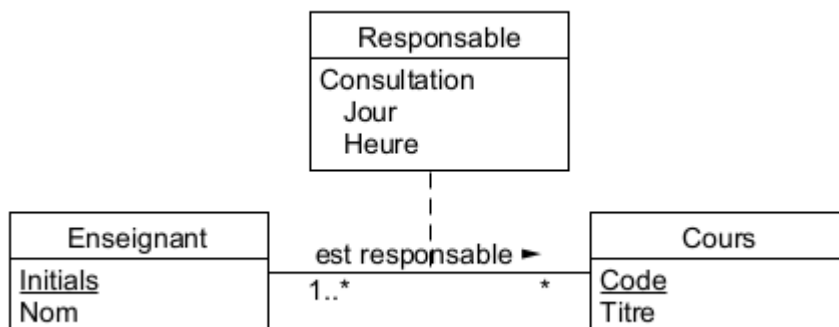 Responsable
Consultation
Jour
Heure
Enseignant
Initials
Nom
est responsable ►
1..*
*
Cours
Code
Titre